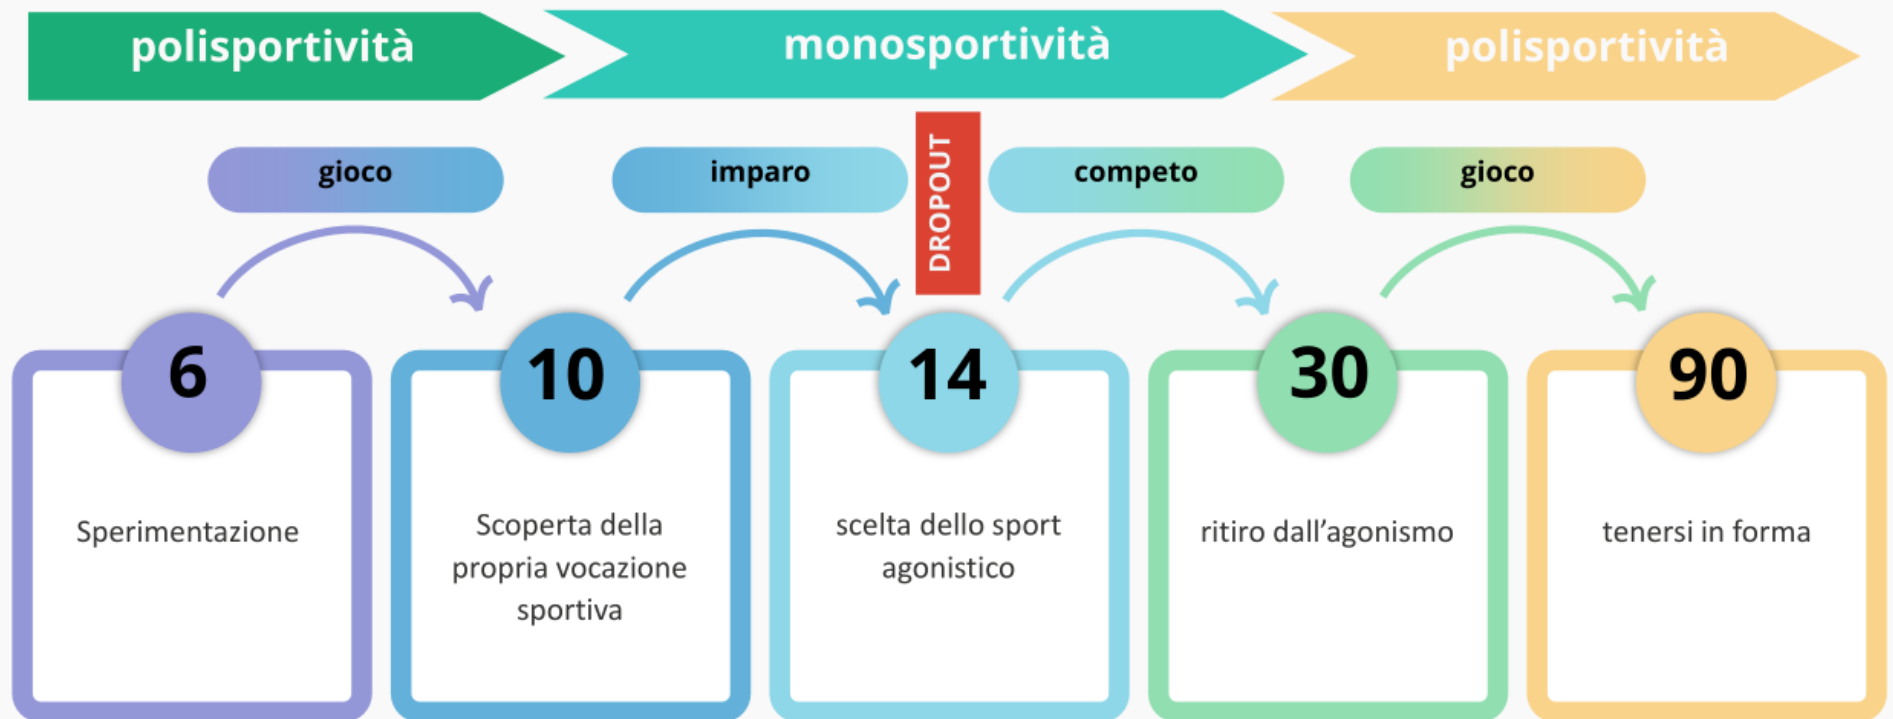 polisportività
monosportività
polisportività
gioco
imparo
DROPOUT
competo
gioco
6
10
14
30
90
Sperimentazione
Scoperta della
propria vocazione
sportiva
scelta dello sport
agonistico
ritiro dall’agonismo
tenersi in forma